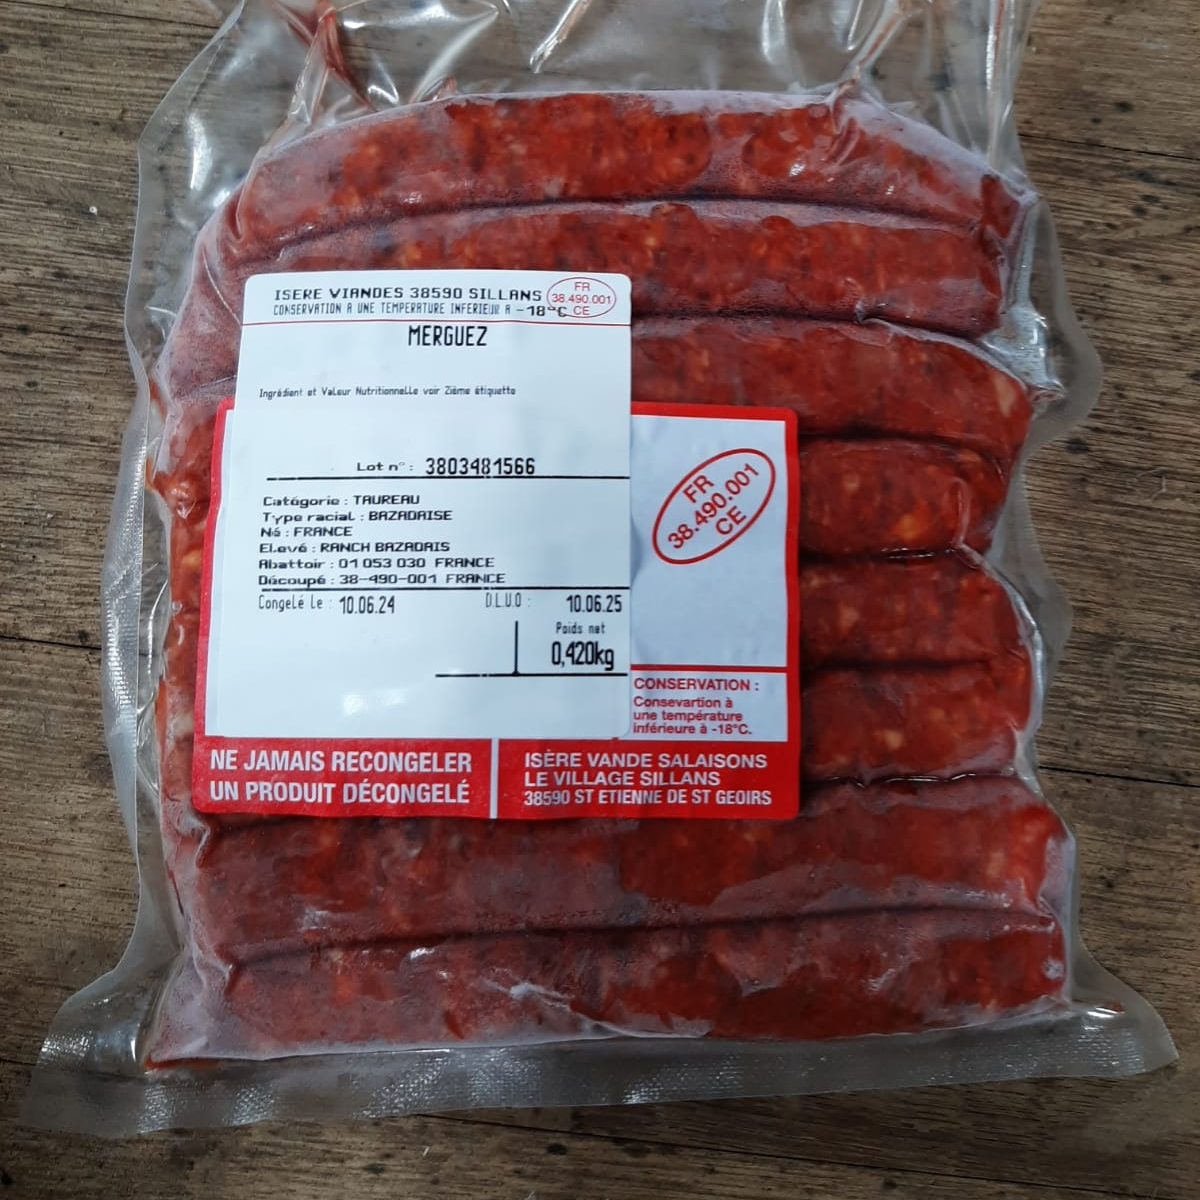 ISERE VIANDES 38590 SILLANS
FR
38.490.001
CE
CONSERVATION A UNE TEMPERATURE INFERIEUR A -18°C
MERGUEZ
Ingrédient et Valeur Nutritionnelle voir 2ième étiquette
Lot n° : 3803481566
Catégorie : TAUREAU
Type racial : BAZADAISE
Né : FRANCE
Elevé : RANCH BAZADAIS
Abattoir : 01 053 030 FRANCE
Découpé : 38-490-001 FRANCE
Congelé le : 10.06.24 D.L.U.O : 10.06.25
Poids net
0,420kg
FR
38.490.001
CE
CONSERVATION :
Consevartion à
une température
inférieure à -18°C.
NE JAMAIS RECONGELER
UN PRODUIT DÉCONGELÉ
ISÈRE VANDE SALAISONS
LE VILLAGE SILLANS
38590 ST ETIENNE DE ST GEOIRS